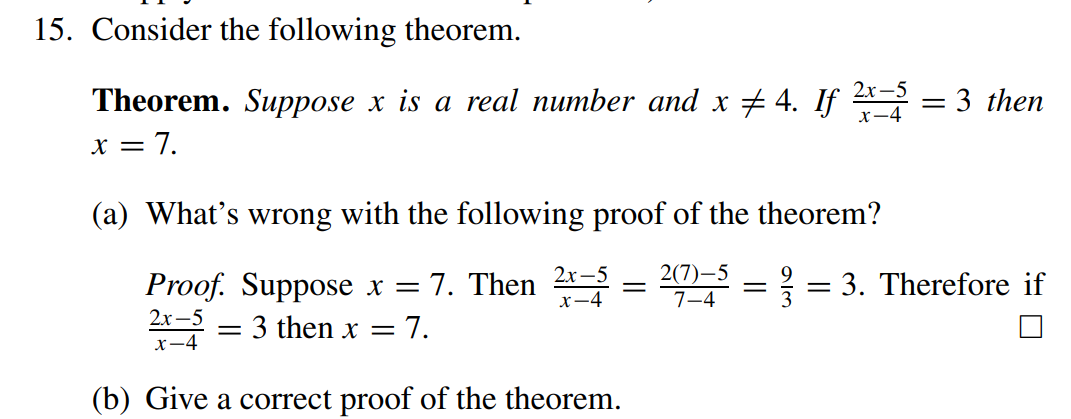 15. Consider the following theorem.
Theorem. Suppose x is a real number and x ≠ 4. If \frac{2x−5}{x−4} = 3 then
x = 7.
(a) What’s wrong with the following proof of the theorem?
Proof. Suppose x = 7. Then \frac{2x−5}{x−4} = \frac{2(7)−5}{7−4} = \frac{9}{3} = 3. Therefore if
\frac{2x−5}{x−4} = 3 then x = 7. □
(b) Give a correct proof of the theorem.